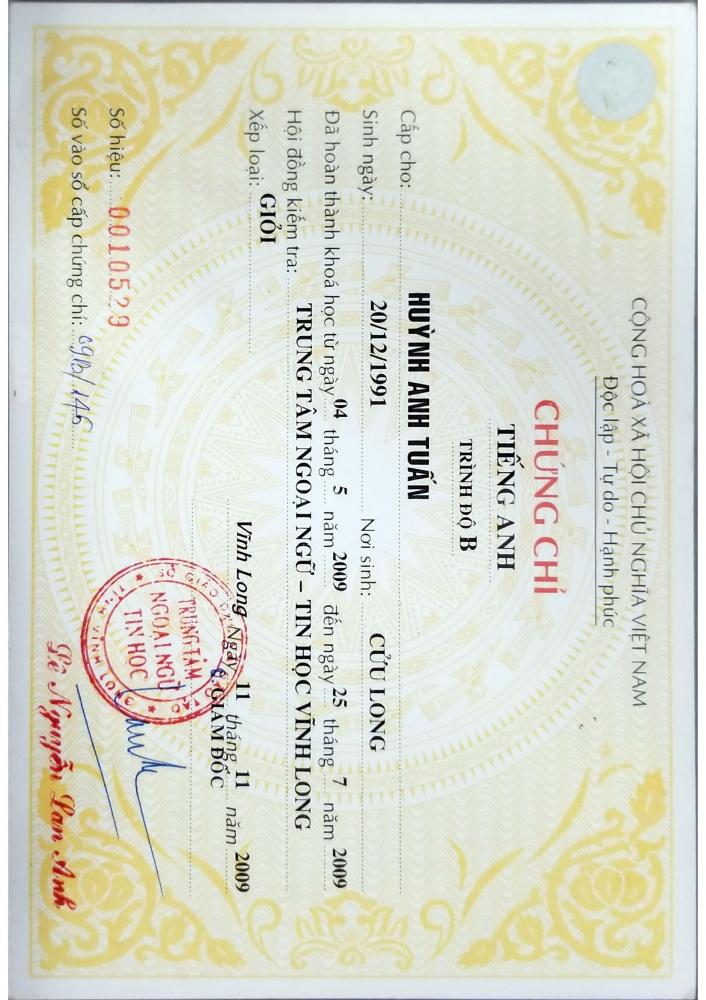 CỘNG HOÀ XÃ HỘI CHỦ NGHĨA VIỆT NAM
Độc lập - Tự do - Hạnh phúc
CHỨNG CHỈ
TIẾNG ANH
TRÌNH ĐỘ B
Cấp cho: HUỲNH ANH TUẤN
Sinh ngày: 20/12/1991 Nơi sinh: CỬU LONG
Đã hoàn thành khoá học từ ngày 04 tháng 5 năm 2009 đến ngày 25 tháng 7 năm 2009
Hội đồng kiểm tra: TRUNG TÂM NGOẠI NGỮ – TIN HỌC VĨNH LONG
Xếp loại: GIỎI
Vĩnh Long Ngày 11 tháng 11 năm 2009
GIÁM ĐỐC
TRUNG TÂM
NGOẠI NGỮ
TIN HỌC
TỈNH VĨNH LONG
Số hiệu: 0010529
Số vào sổ cấp chứng chỉ: 09B/146
Lê Nguyễn Lan Anh